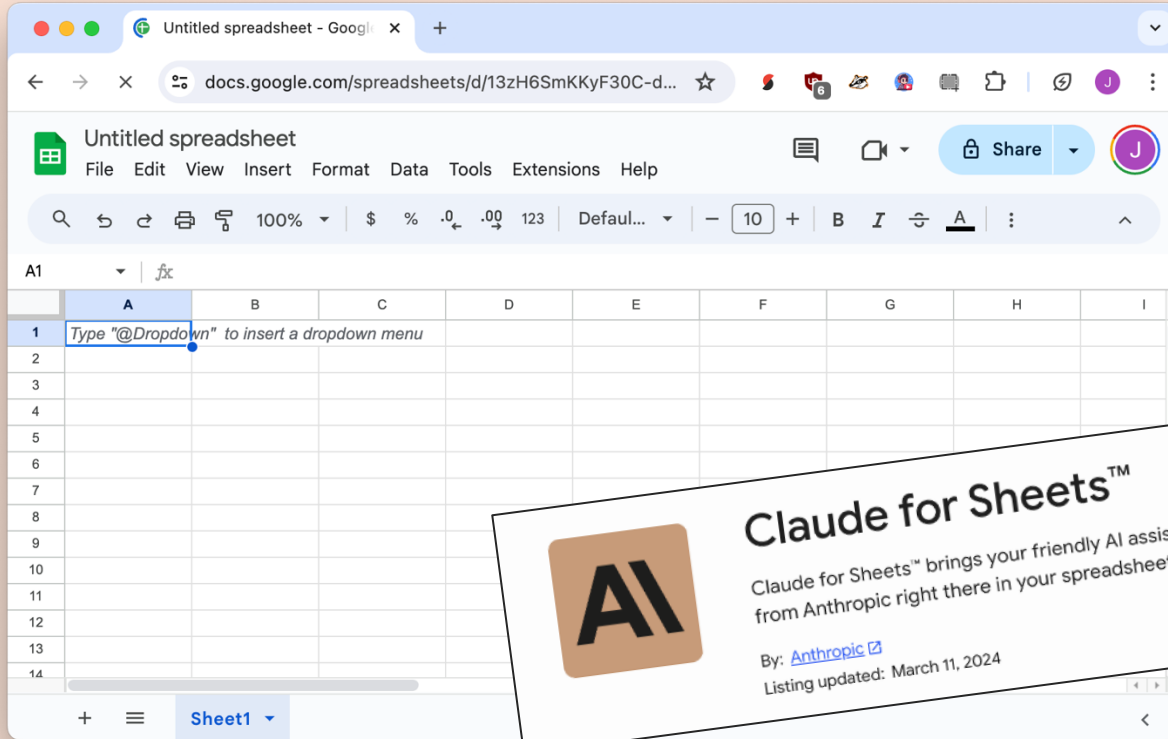 Untitled spreadsheet - Googl
docs.google.com/spreadsheets/d/13zH6SmKKyF30C-d...
6
J
Untitled spreadsheet
File Edit View Insert Format Data Tools Extensions Help
Share
J
100% $ % .0 .00 123 Defaul... 10 B I S A
A1 fx
A B C D E F G H I
1 Type "@Dropdown" to insert a dropdown menu
2
3
4
5
6
7
8
9
10
11
12
13
14
AI
Claude for Sheets™
Claude for Sheets™ brings your friendly AI assis
from Anthropic right there in your spreadshee
By: Anthropic
Listing updated: March 11, 2024
Sheet1